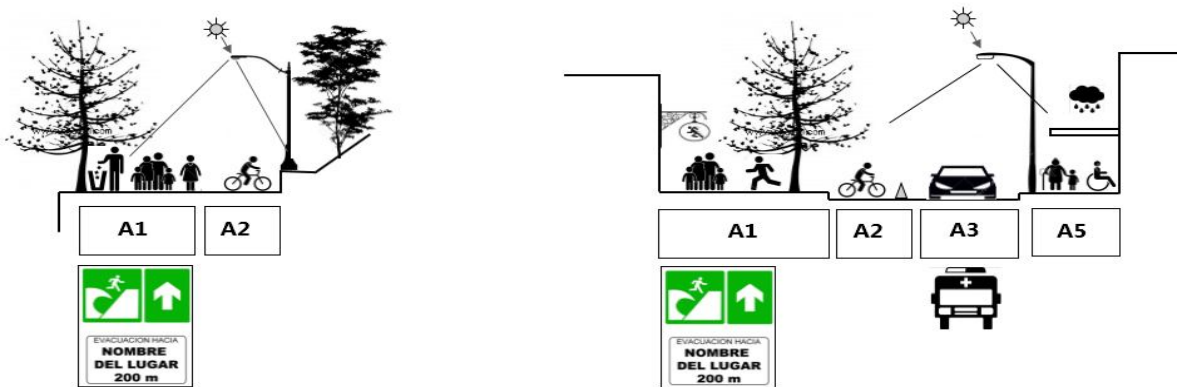 A1
A2
EVACUACION HACIA
NOMBRE
DEL LUGAR
200 m
A1
A2
A3
A5
EVACUACION HACIA
NOMBRE
DEL LUGAR
200 m